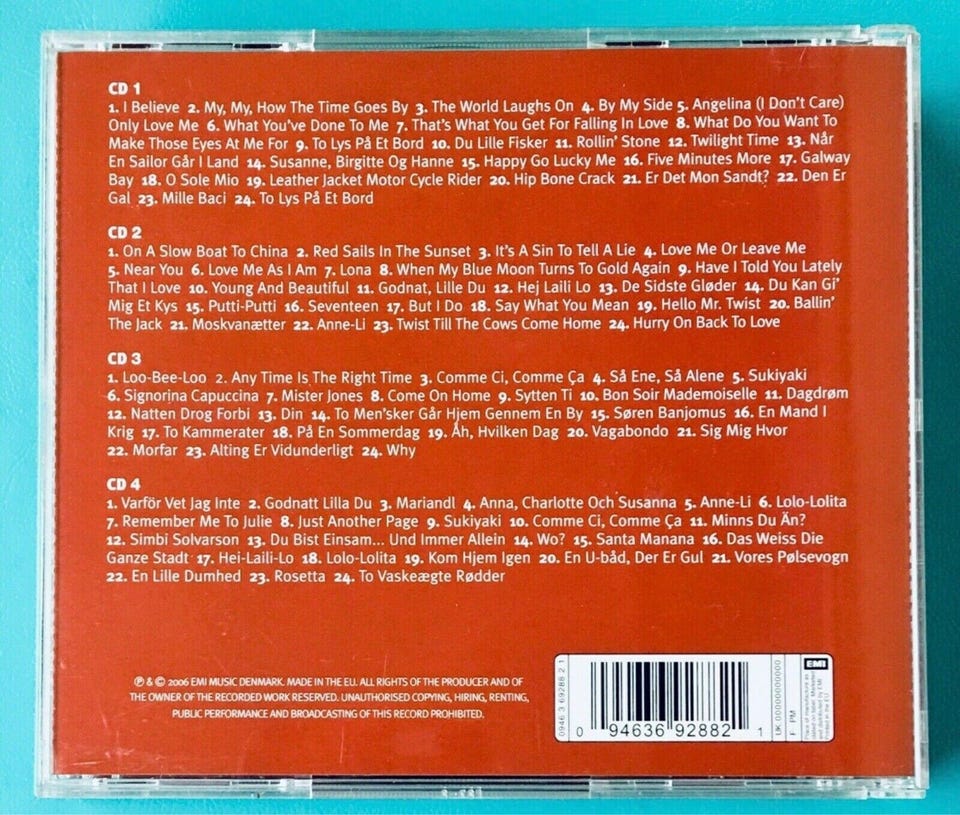 CD 1
1. I Believe 2. My, My, How The Time Goes By 3. The World Laughs On 4. By My Side 5. Angelina (I Don't Care)
Only Love Me 6. What You've Done To Me 7. That's What You Get For Falling In Love 8. What Do You Want To
Make Those Eyes At Me For 9. To Lys På Et Bord 10. Du Lille Fisker 11. Rollin' Stone 12. Twilight Time 13. Når
En Sailor Går I Land 14. Susanne, Birgitte Og Hanne 15. Happy Go Lucky Me 16. Five Minutes More 17. Galway
Bay 18. O Sole Mio 19. Leather Jacket Motor Cycle Rider 20. Hip Bone Crack 21. Er Det Mon Sandt? 22. Den Er
Gal 23. Mille Baci 24. To Lys På Et Bord
CD 2
1. On A Slow Boat To China 2. Red Sails In The Sunset 3. It's A Sin To Tell A Lie 4. Love Me Or Leave Me
5. Near You 6. Love Me As I Am 7. Lona 8. When My Blue Moon Turns To Gold Again 9. Have I Told You Lately
That I Love 10. Young And Beautiful 11. Godnat, Lille Du 12. Hej Laili Lo 13. De Sidste Gløder 14. Du Kan Gi'
Mig Et Kys 15. Putti-Putti 16. Seventeen 17. But I Do 18. Say What You Mean 19. Hello Mr. Twist 20. Ballin'
The Jack 21. Moskvanætter 22. Anne-Li 23. Twist Till The Cows Come Home 24. Hurry On Back To Love
CD 3
1. Loo-Bee-Loo 2. Any Time Is The Right Time 3. Comme Ci, Comme Ça 4. Så Ene, Så Alene 5. Sukiyaki
6. Signorina Capuccina 7. Mister Jones 8. Come On Home 9. Sytten Ti 10. Bon Soir Mademoiselle 11. Dagdrøm
12. Natten Drog Forbi 13. Din 14. To Men'sker Går Hjem Gennem En By 15. Søren Banjomus 16. En Mand I
Krig 17. To Kammerater 18. På En Sommerdag 19. Åh, Hvilken Dag 20. Vagabondo 21. Sig Mig Hvor
22. Morfar 23. Alting Er Vidunderligt 24. Why
CD 4
1. Varför Vet Jag Inte 2. Godnatt Lilla Du 3. Mariandl 4. Anna, Charlotte Och Susanna 5. Anne-Li 6. Lolo-Lolita
7. Remember Me To Julie 8. Just Another Page 9. Sukiyaki 10. Comme Ci, Comme Ça 11. Minns Du Än?
12. Simbi Solvarson 13. Du Bist Einsam... Und Immer Allein 14. Wo? 15. Santa Manana 16. Das Weiss Die
Ganze Stadt 17. Hei-Laili-Lo 18. Lolo-Lolita 19. Kom Hjem Igen 20. En U-båd, Der Er Gul 21. Vores Pølsevogn
22. En Lille Dumhed 23. Rosetta 24. To Vaskeægte Rødder
℗ & © 2006 EMI MUSIC DENMARK. MADE IN THE EU. ALL RIGHTS OF THE PRODUCER AND OF
THE OWNER OF THE RECORDED WORK RESERVED. UNAUTHORISED COPYING, HIRING, RENTING,
PUBLIC PERFORMANCE AND BROADCASTING OF THIS RECORD PROHIBITED.
0946 3 69288 2 1
0 94636 92882 1
UK:00000000000
F PM
EMI